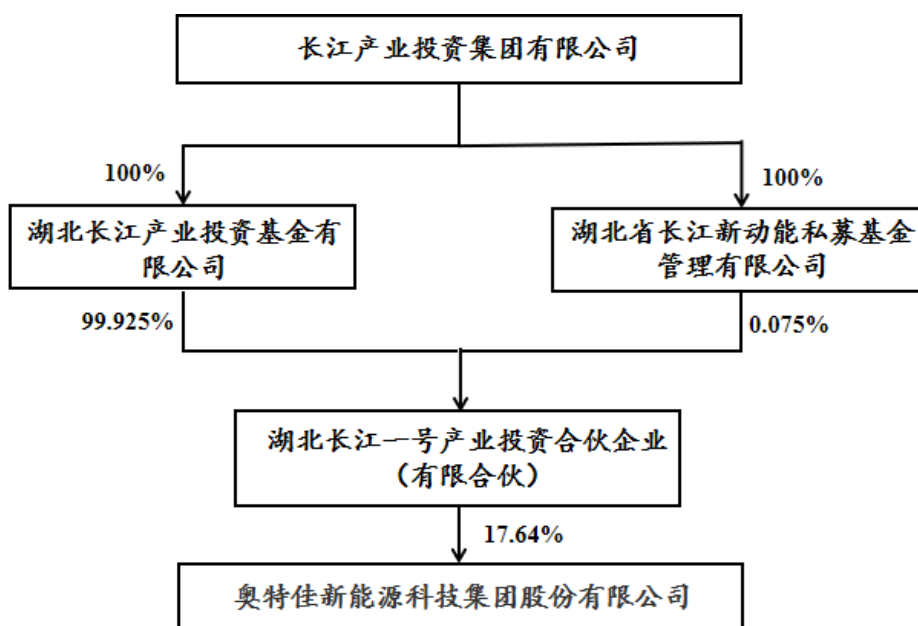 长江产业投资集团有限公司
100%
100%
湖北长江产业投资基金有
限公司
湖北省长江新动能私募基金
管理有限公司
99.925%
0.075%
湖北长江一号产业投资合伙企业
（有限合伙）
17.64%
奥特佳新能源科技集团股份有限公司